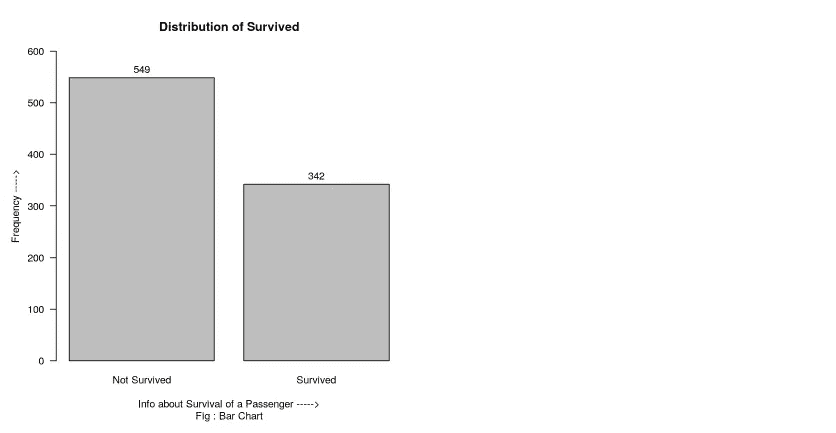 Distribution of Survived
600
549
500
400
342
300
200
100
0
Frequency ----->
Not Survived
Survived
Info about Survival of a Passenger ----->
Fig : Bar Chart